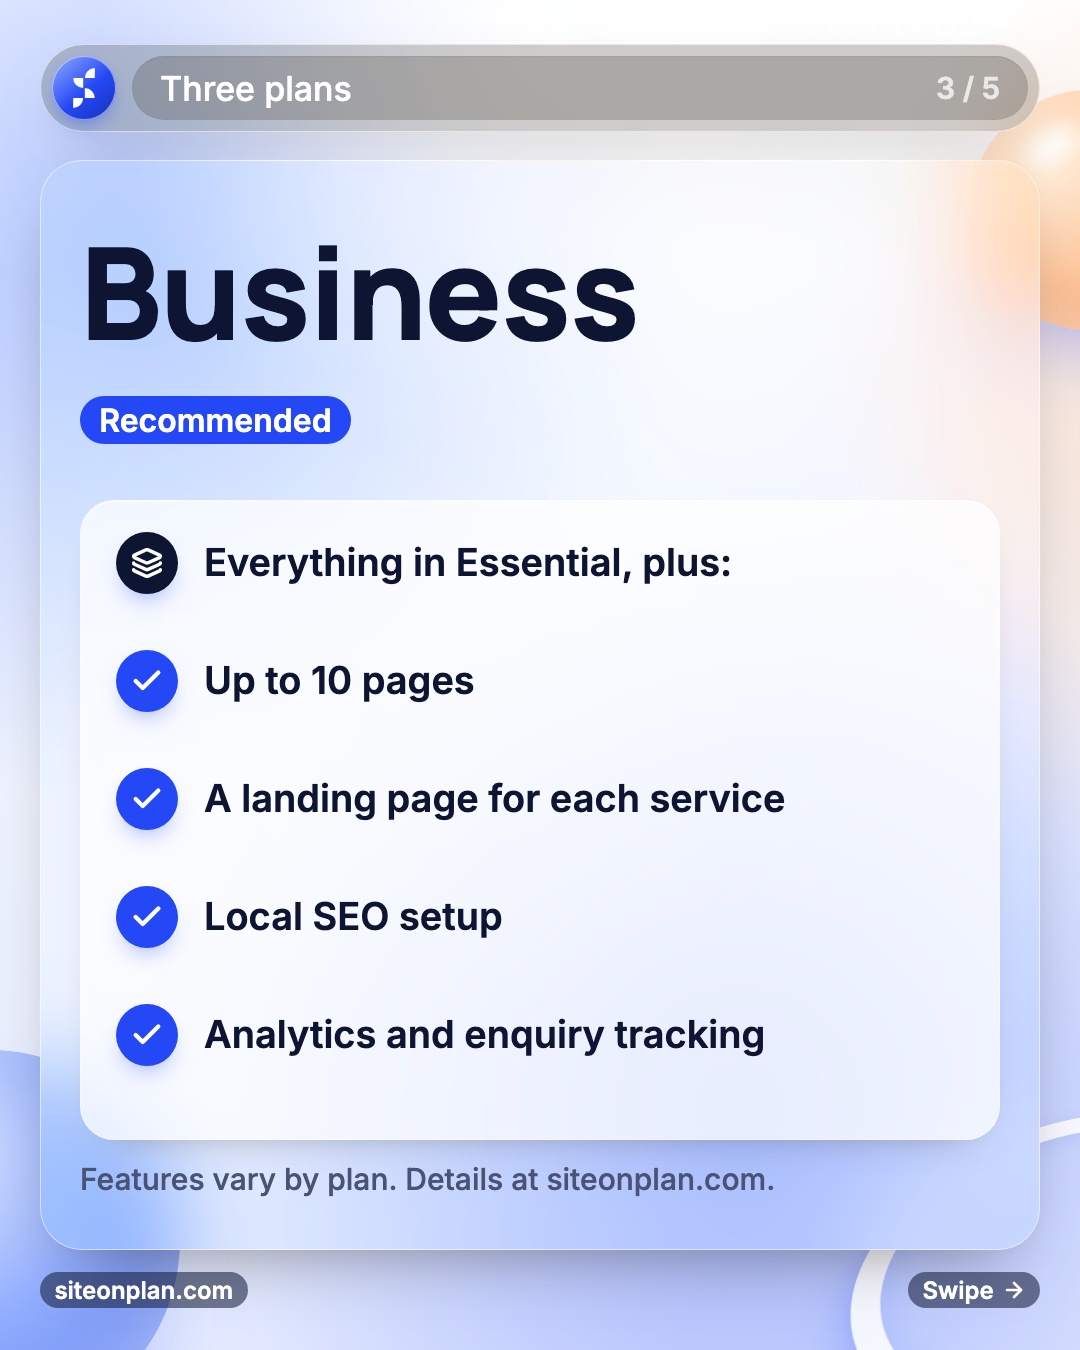 Three plans
3 / 5
Business
Recommended
Everything in Essential, plus:
Up to 10 pages
A landing page for each service
Local SEO setup
Analytics and enquiry tracking
Features vary by plan. Details at siteonplan.com.
siteonplan.com
Swipe →